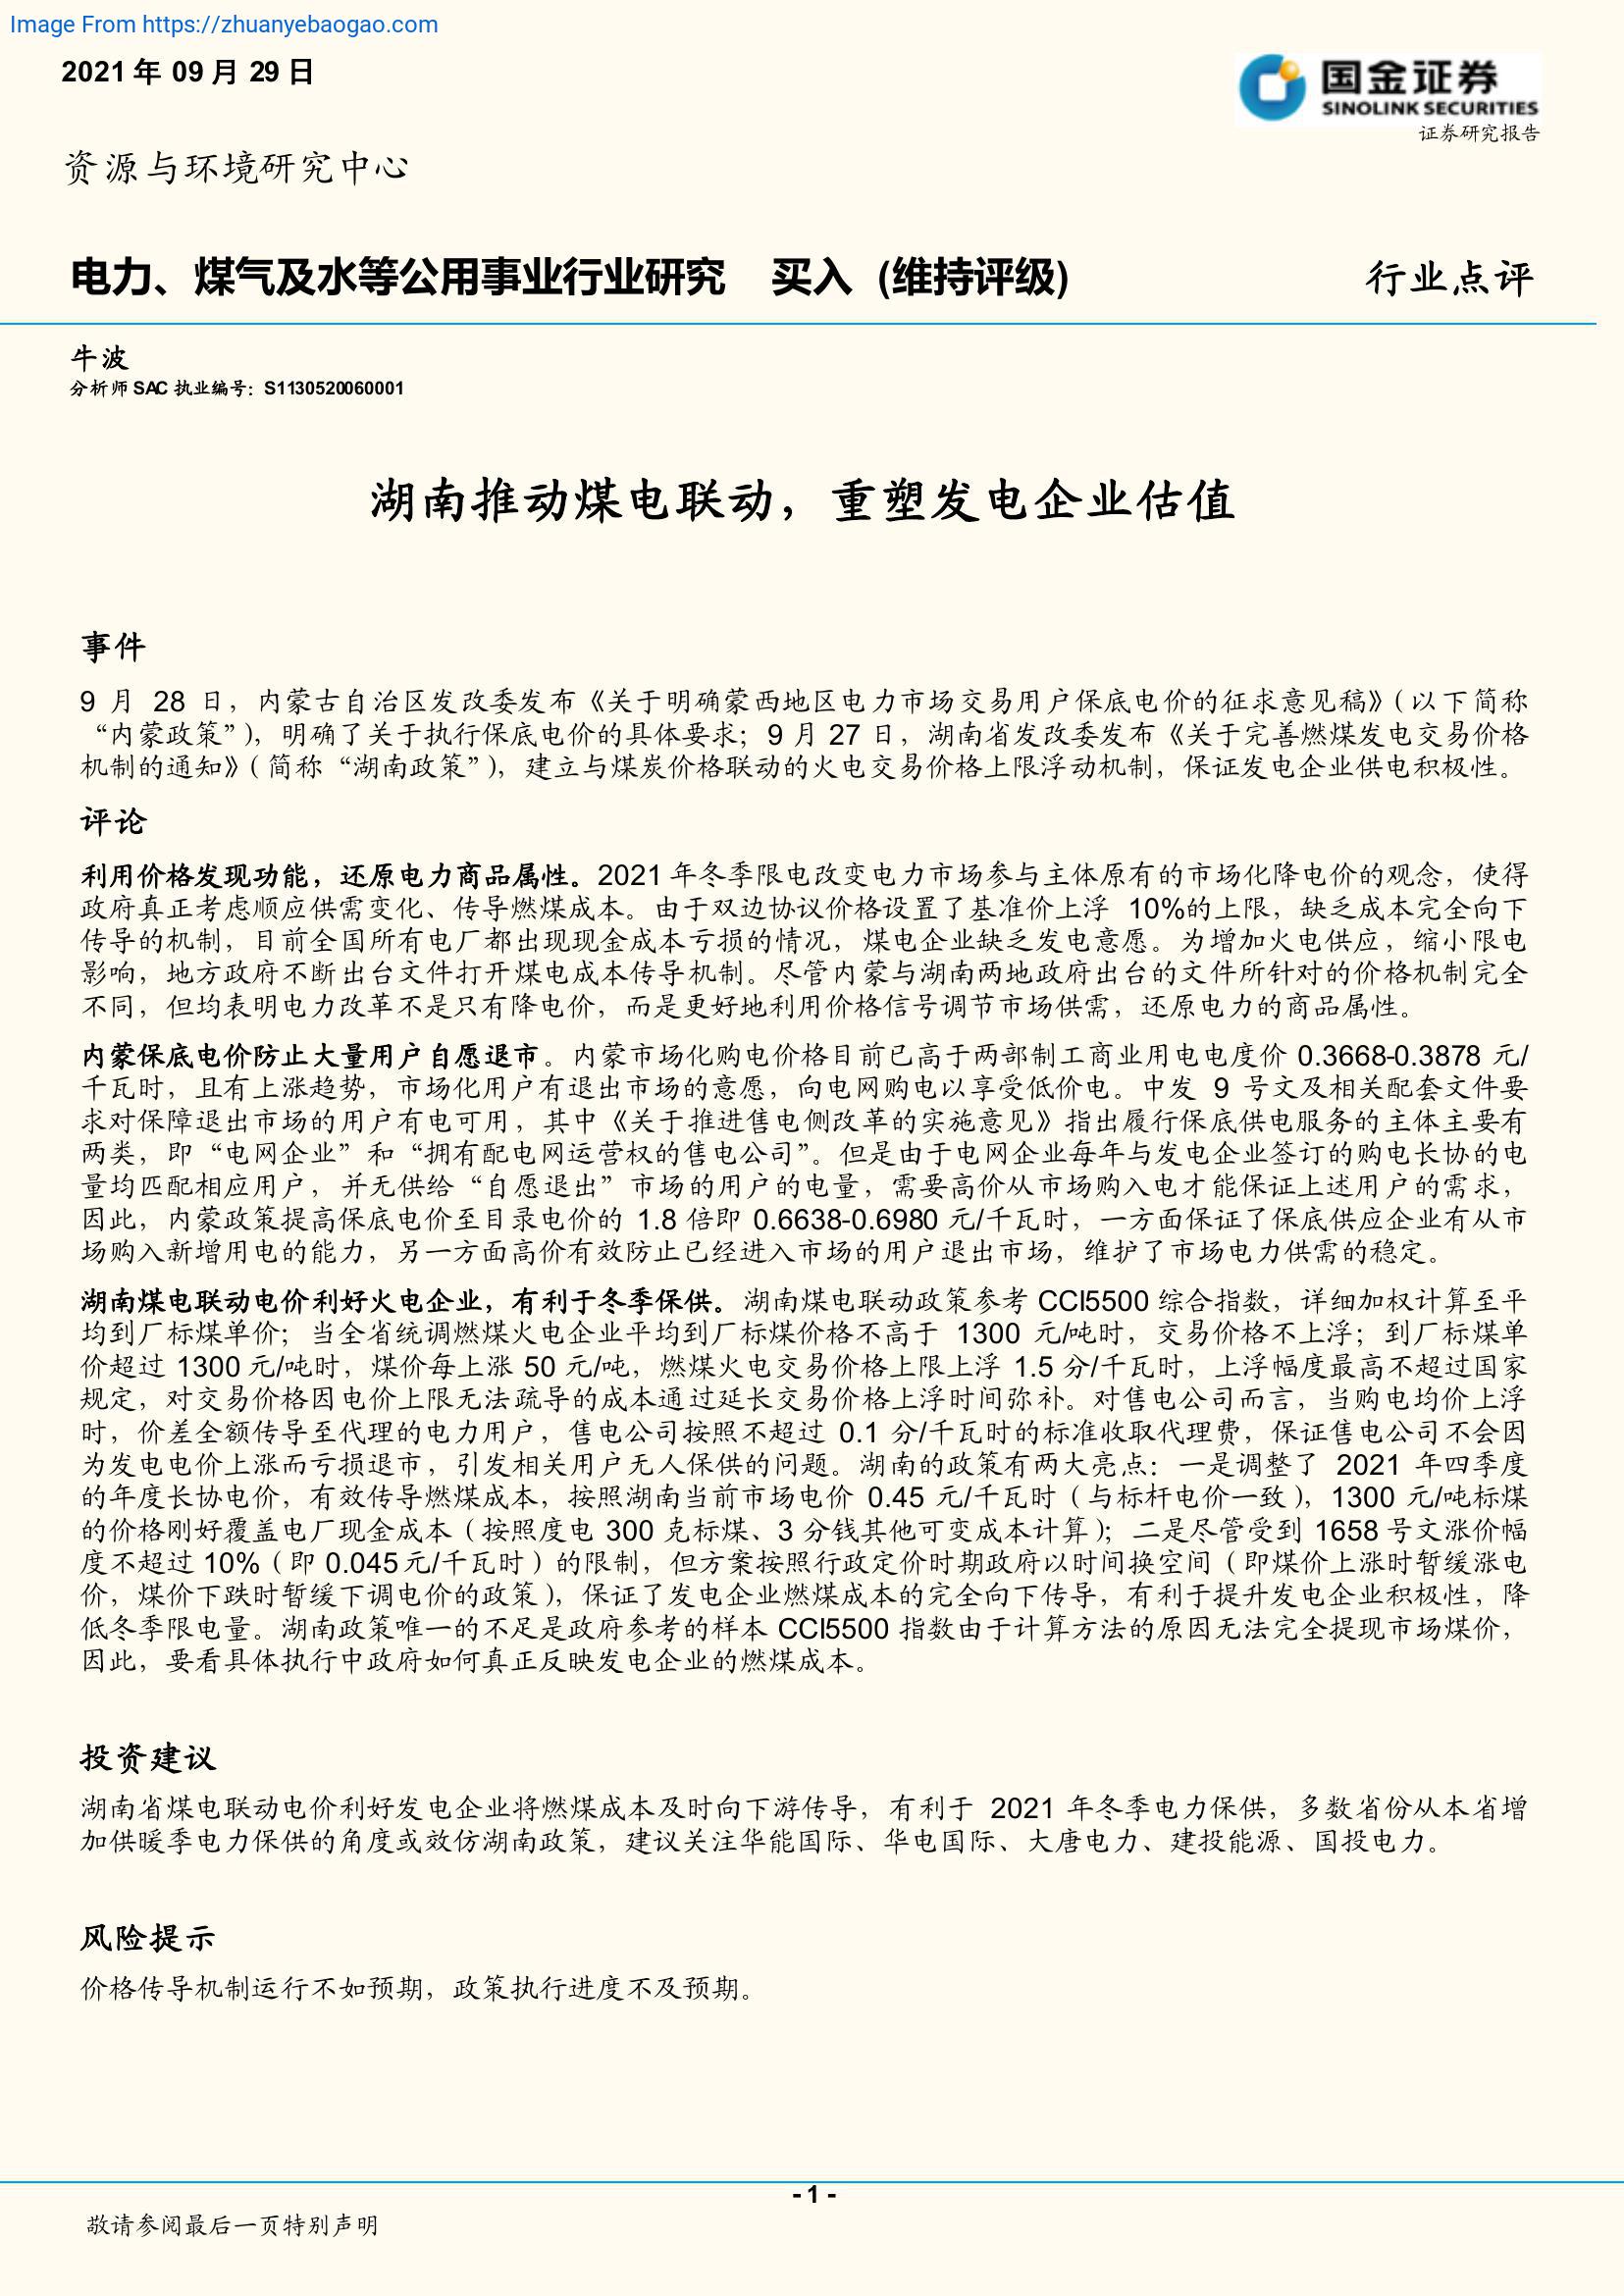 Image From https://zhuanyebaogao.com
2021 年 09 月 29 日
国金证券
SINOLINK SECURITIES
证券研究报告
资源与环境研究中心
电力、煤气及水等公用事业行业研究 买入 (维持评级) 行业点评
牛波
分析师 SAC 执业编号：S1130520060001
湖南推动煤电联动，重塑发电企业估值
事件
9 月 28 日，内蒙古自治区发改委发布《关于明确蒙西地区电力市场交易用户保底电价的征求意见稿》（以下简称
“内蒙政策”），明确了关于执行保底电价的具体要求；9 月 27 日，湖南省发改委发布《关于完善燃煤发电交易价格
机制的通知》（简称“湖南政策”），建立与煤炭价格联动的火电交易价格上限浮动机制，保证发电企业供电积极性。
评论
利用价格发现功能，还原电力商品属性。2021 年冬季限电改变电力市场参与主体原有的市场化降电价的观念，使得
政府真正考虑顺应供需变化、传导燃煤成本。由于双边协议价格设置了基准价上浮 10%的上限，缺乏成本完全向下
传导的机制，目前全国所有电厂都出现现金成本亏损的情况，煤电企业缺乏发电意愿。为增加火电供应，缩小限电
影响，地方政府不断出台文件打开煤电成本传导机制。尽管内蒙与湖南两地政府出台的文件所针对的价格机制完全
不同，但均表明电力改革不是只有降电价，而是更好地利用价格信号调节市场供需，还原电力的商品属性。
内蒙保底电价防止大量用户自愿退市。内蒙市场化购电价格目前已高于两部制工商业用电电度价 0.3668-0.3878 元/
千瓦时，且有上涨趋势，市场化用户有退出市场的意愿，向电网购电以享受低价电。中发 9 号文及相关配套文件要
求对保障退出市场的用户有电可用，其中《关于推进售电侧改革的实施意见》指出履行保底供电服务的主体主要有
两类，即“电网企业”和“拥有配电网运营权的售电公司”。但是由于电网企业每年与发电企业签订的购电长协的电
量均匹配相应用户，并无供给“自愿退出”市场的用户的电量，需要高价从市场购入电才能保证上述用户的需求，
因此，内蒙政策提高保底电价至目录电价的 1.8 倍即 0.6638-0.6980 元/千瓦时，一方面保证了保底供应企业有从市
场购入新增用电的能力，另一方面高价有效防止已经进入市场的用户退出市场，维护了市场电力供需的稳定。
湖南煤电联动电价利好火电企业，有利于冬季保供。湖南煤电联动政策参考 CCI5500 综合指数，详细加权计算至平
均到厂标煤单价；当全省统调燃煤火电企业平均到厂标煤价格不高于 1300 元/吨时，交易价格不上浮；到厂标煤单
价超过 1300 元/吨时，煤价每上涨 50 元/吨，燃煤火电交易价格上限上浮 1.5 分/千瓦时，上浮幅度最高不超过国家
规定，对交易价格因电价上限无法疏导的成本通过延长交易价格上浮时间弥补。对售电公司而言，当购电均价上浮
时，价差全额传导至代理的电力用户，售电公司按照不超过 0.1 分/千瓦时的标准收取代理费，保证售电公司不会因
为发电电价上涨而亏损退市，引发相关用户无人保供的问题。湖南的政策有两大亮点：一是调整了 2021 年四季度
的年度长协电价，有效传导燃煤成本，按照湖南当前市场电价 0.45 元/千瓦时（与标杆电价一致），1300 元/吨标煤
的价格刚好覆盖电厂现金成本（按照度电 300 克标煤、3 分钱其他可变成本计算）；二是尽管受到 1658 号文涨价幅
度不超过 10%（即 0.045 元/千瓦时）的限制，但方案按照行政定价时期政府以时间换空间（即煤价上涨时暂缓涨电
价，煤价下跌时暂缓下调电价的政策），保证了发电企业燃煤成本的完全向下传导，有利于提升发电企业积极性，降
低冬季限电量。湖南政策唯一的不足是政府参考的样本 CCI5500 指数由于计算方法的原因无法完全提现市场煤价，
因此，要看具体执行中政府如何真正反映发电企业的燃煤成本。
投资建议
湖南省煤电联动电价利好发电企业将燃煤成本及时向下游传导，有利于 2021 年冬季电力保供，多数省份从本省增
加供暖季电力保供的角度或效仿湖南政策，建议关注华能国际、华电国际、大唐电力、建投能源、国投电力。
风险提示
价格传导机制运行不如预期，政策执行进度不及预期。
- 1 -
敬请参阅最后一页特别声明